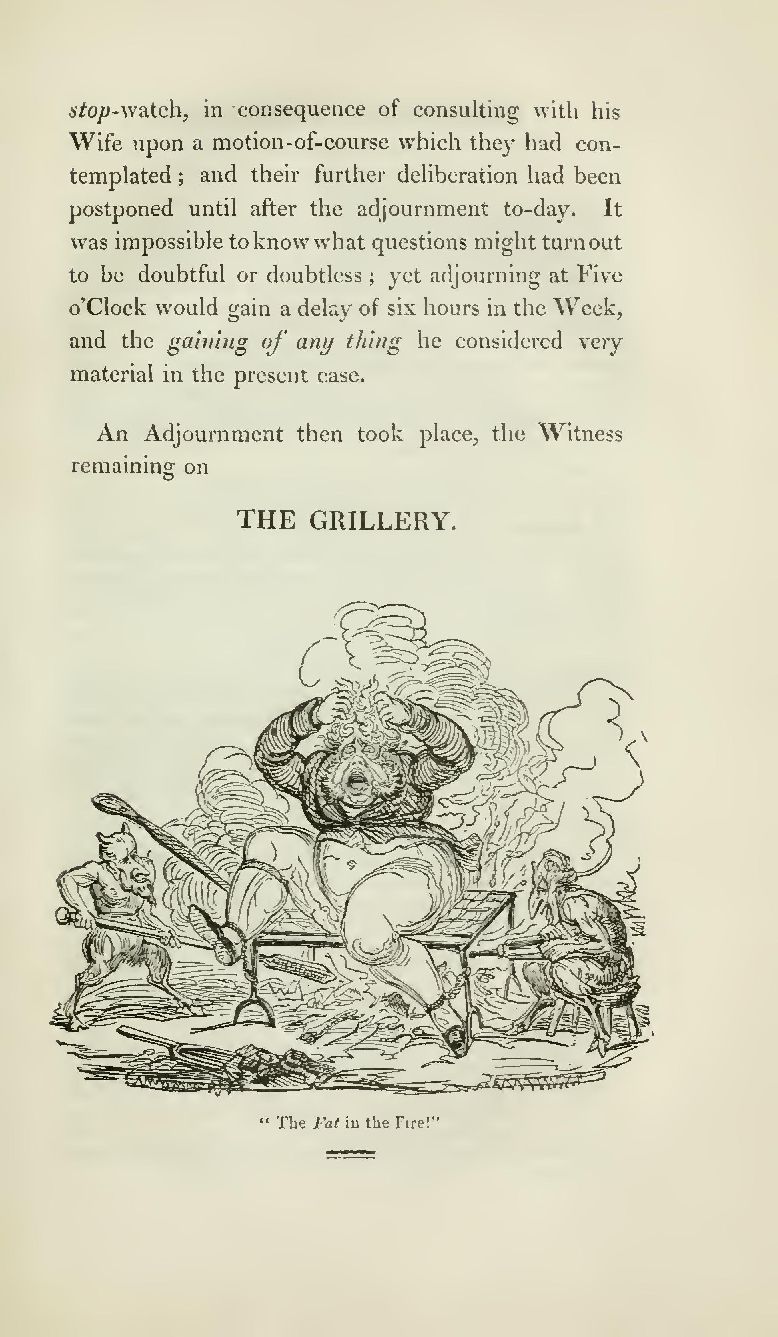 stop-watch, in consequence of consulting with his
Wife upon a motion-of-course which they had con-
templated ; and their further deliberation had been
postponed until after the adjournment to-day. It
was impossible to know what questions might turn out
to be doubtful or doubtless ; yet adjourning at Five
o'Clock would gain a delay of six hours in the Week,
and the gaining of any thing he considered very
material in the present case.
An Adjournment then took place, the Witness
remaining on
THE GRILLERY.
" The Fat in the Fire!"